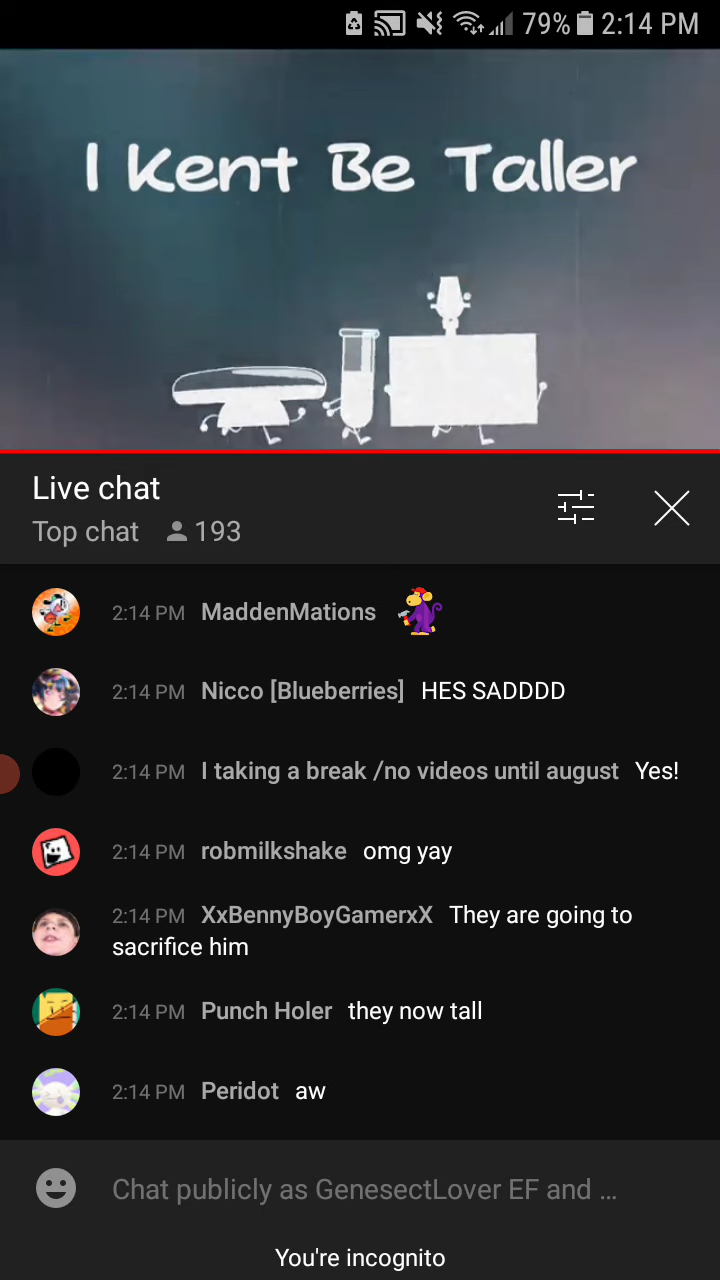 79% 2:14 PM
I Kent Be Taller
Live chat
Top chat 193
2:14 PM MaddenMations
2:14 PM Nicco [Blueberries] HES SADDDD
2:14 PM I taking a break /no videos until august Yes!
2:14 PM robmilkshake omg yay
2:14 PM XxBennyBoyGamerxX They are going to
sacrifice him
2:14 PM Punch Holer they now tall
2:14 PM Peridot aw
Chat publicly as GenesectLover EF and ...
You're incognito